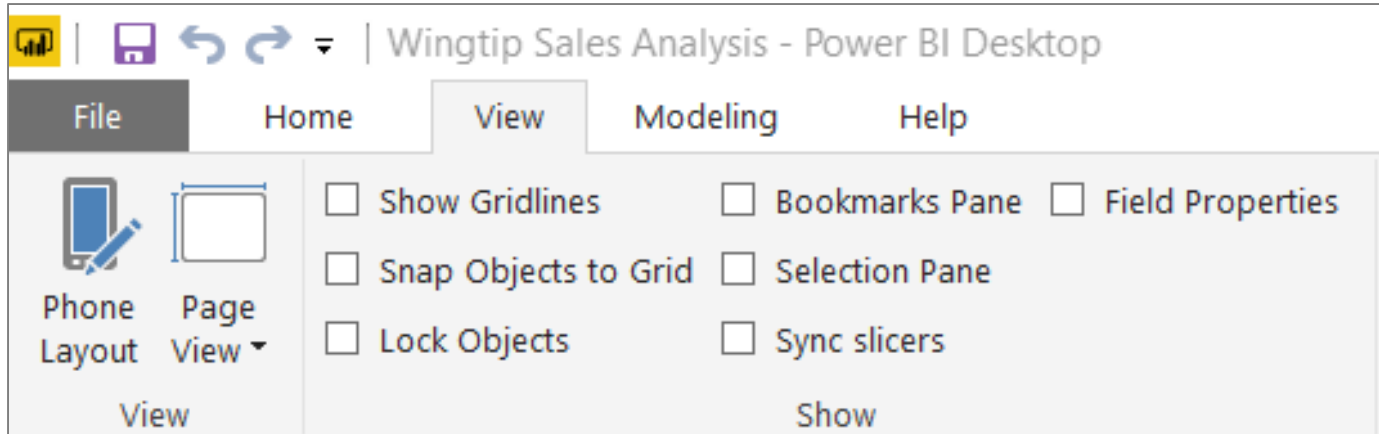 Wingtip Sales Analysis - Power BI Desktop
File Home View Modeling Help
Show Gridlines Bookmarks Pane Field Properties
Snap Objects to Grid Selection Pane
Phone Layout
Page View
Lock Objects Sync slicers
View Show